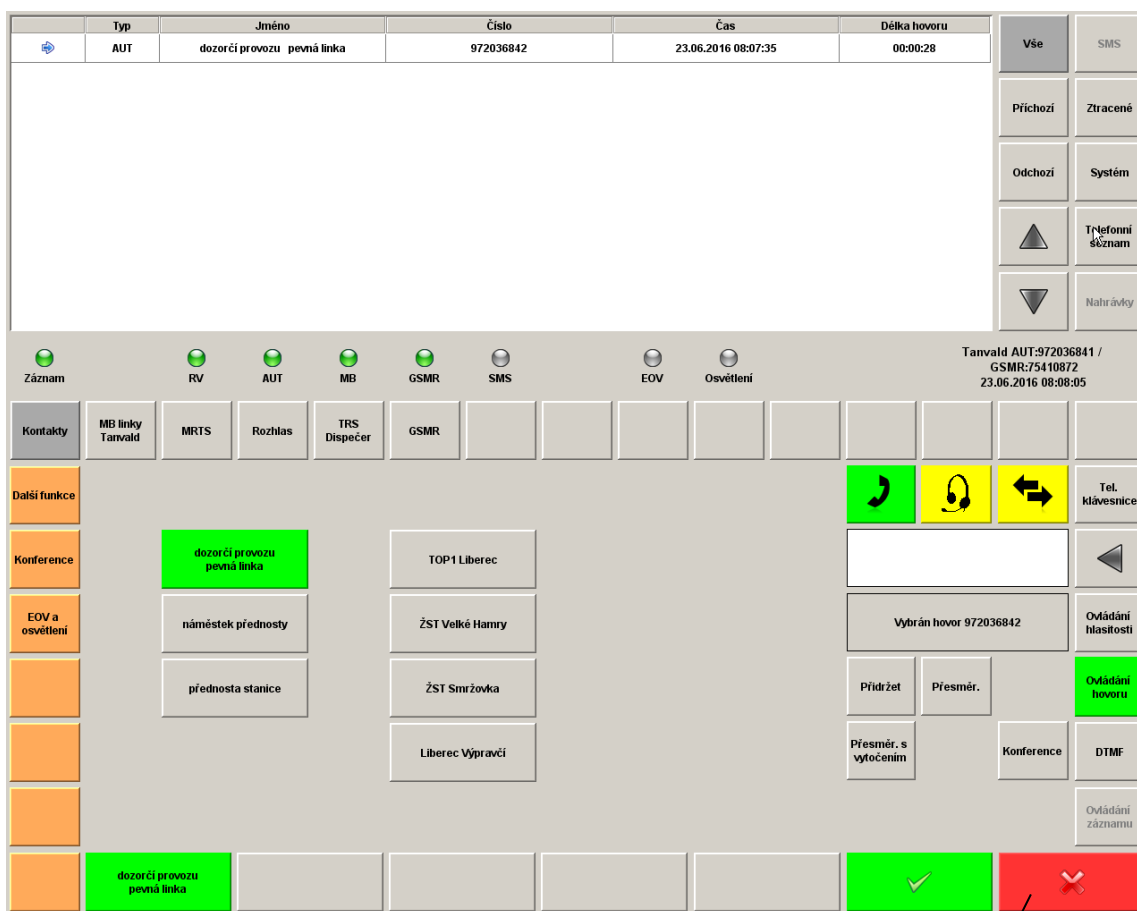 Typ Jméno Číslo Čas Délka hovoru
AUT dozorčí provozu pevná linka 972036842 23.06.2016 08:07:35 00:00:28
Vše SMS
Příchozí Ztracené
Odchozí Systém
Telefonní
seznam
Nahrávky
Záznam RV AUT MB GSMR SMS EOV Osvětlení
Tanvald AUT:972036841 /
GSMR:75410872
23.06.2016 08:08:05
Kontakty
MB linky
Tanvald
MRTS
Rozhlas
TRS
Dispečer
GSMR
Další funkce
Tel.
klávesnice
Konference
dozorčí provozu
pevná linka
TOP1 Liberec
EOV a
osvětlení
náměstek přednosty
ŽST Velké Hamry
Vybrán hovor 972036842
Ovládání
hlasitosti
přednosta stanice
ŽST Smržovka
Přidržet
Přesměr.
Ovládání
hovoru
Liberec Výpravčí
Přesměr. s
vytočením
Konference
DTMF
Ovládání
záznamu
dozorčí provozu
pevná linka